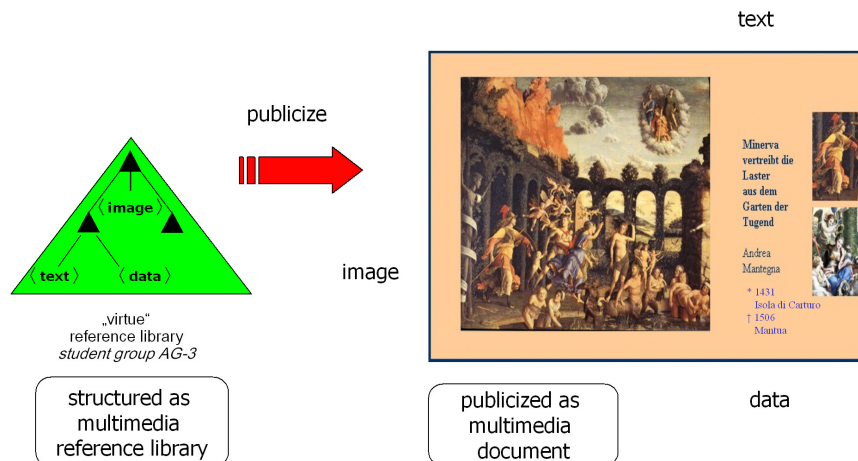 text
publicize
〈image〉
〈text〉
〈data〉
image
„virtue“
reference library
student group AG-3
structured as
multimedia
reference library
Minerva
vertreibt die
Laster
aus dem
Garten der
Tugend
Andrea
Mantegna
* 1431
Isola di Carturo
† 1506
Mantua
publicized as
multimedia
document
data